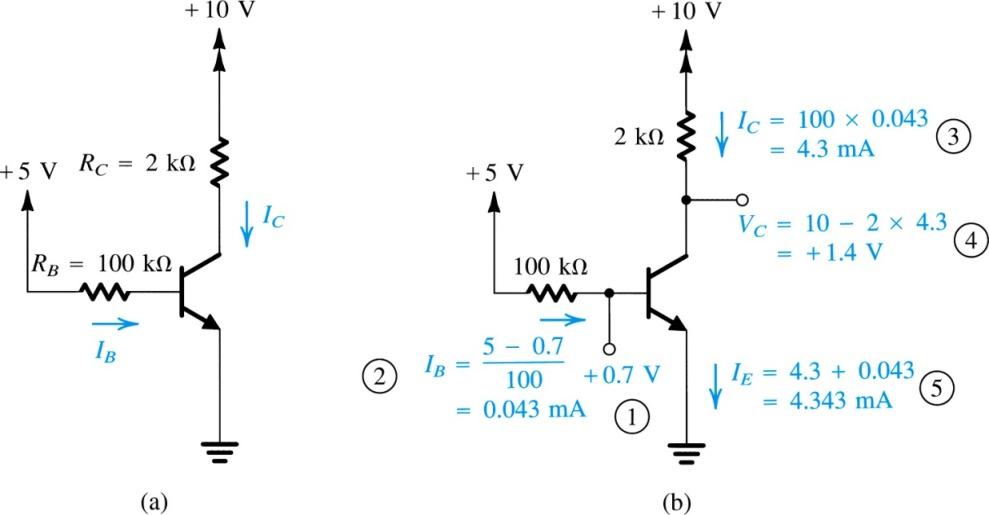 +10 V
+5 V
R_C = 2 kΩ
I_C
R_B = 100 kΩ
I_B
(a)
+10 V
2 kΩ
I_C = 100 × 0.043
= 4.3 mA
3
+5 V
V_C = 10 − 2 × 4.3
= +1.4 V
4
100 kΩ
2
I_B = (5 − 0.7)/100
= 0.043 mA
+0.7 V
1
I_E = 4.3 + 0.043
= 4.343 mA
5
(b)